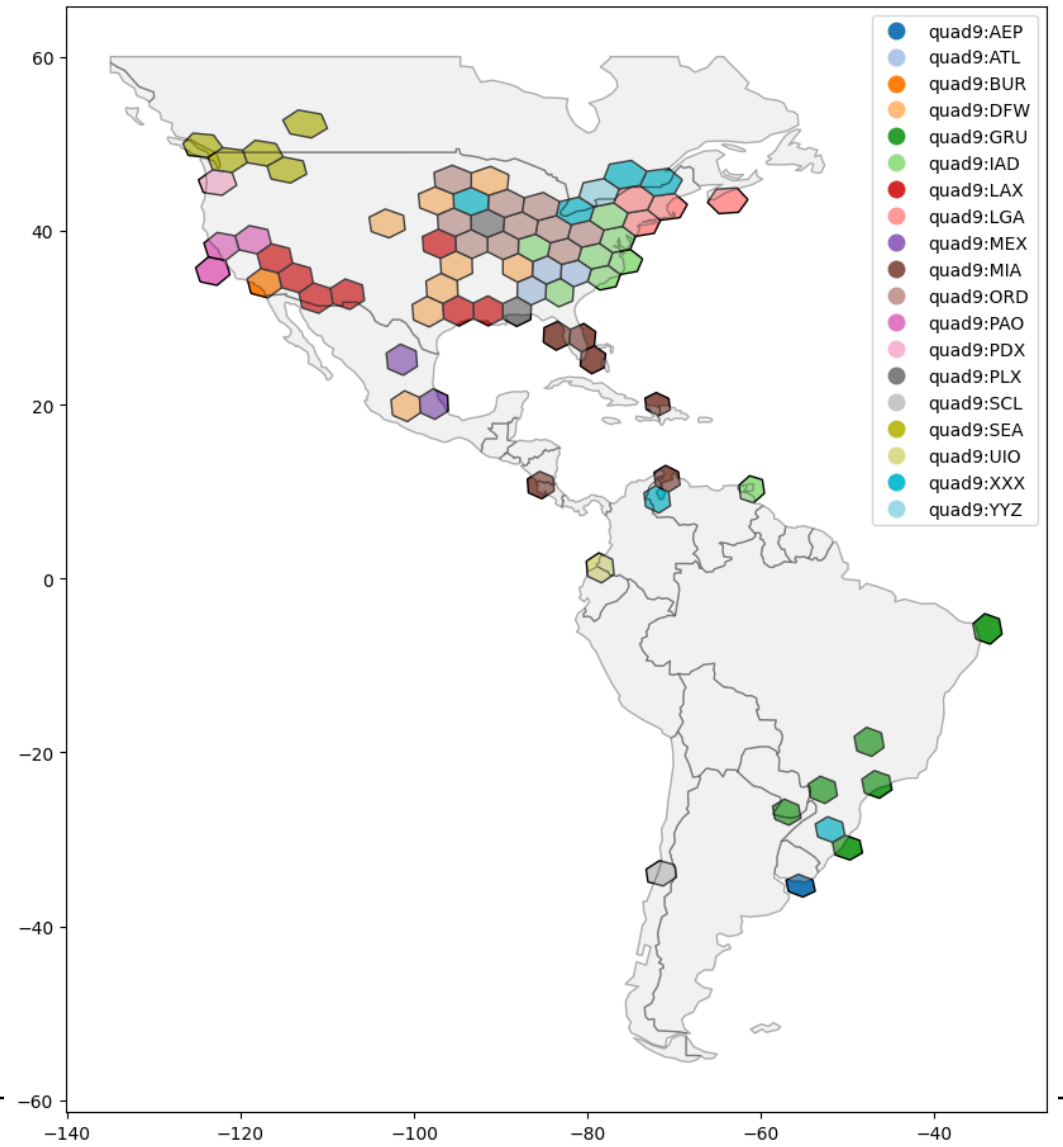 quad9:AEP
quad9:ATL
quad9:BUR
quad9:DFW
quad9:GRU
quad9:IAD
quad9:LAX
quad9:LGA
quad9:MEX
quad9:MIA
quad9:ORD
quad9:PAO
quad9:PDX
quad9:PLX
quad9:SCL
quad9:SEA
quad9:UIO
quad9:XXX
quad9:YYZ
60
40
20
0
−20
−40
−60
−140 −120 −100 −80 −60 −40